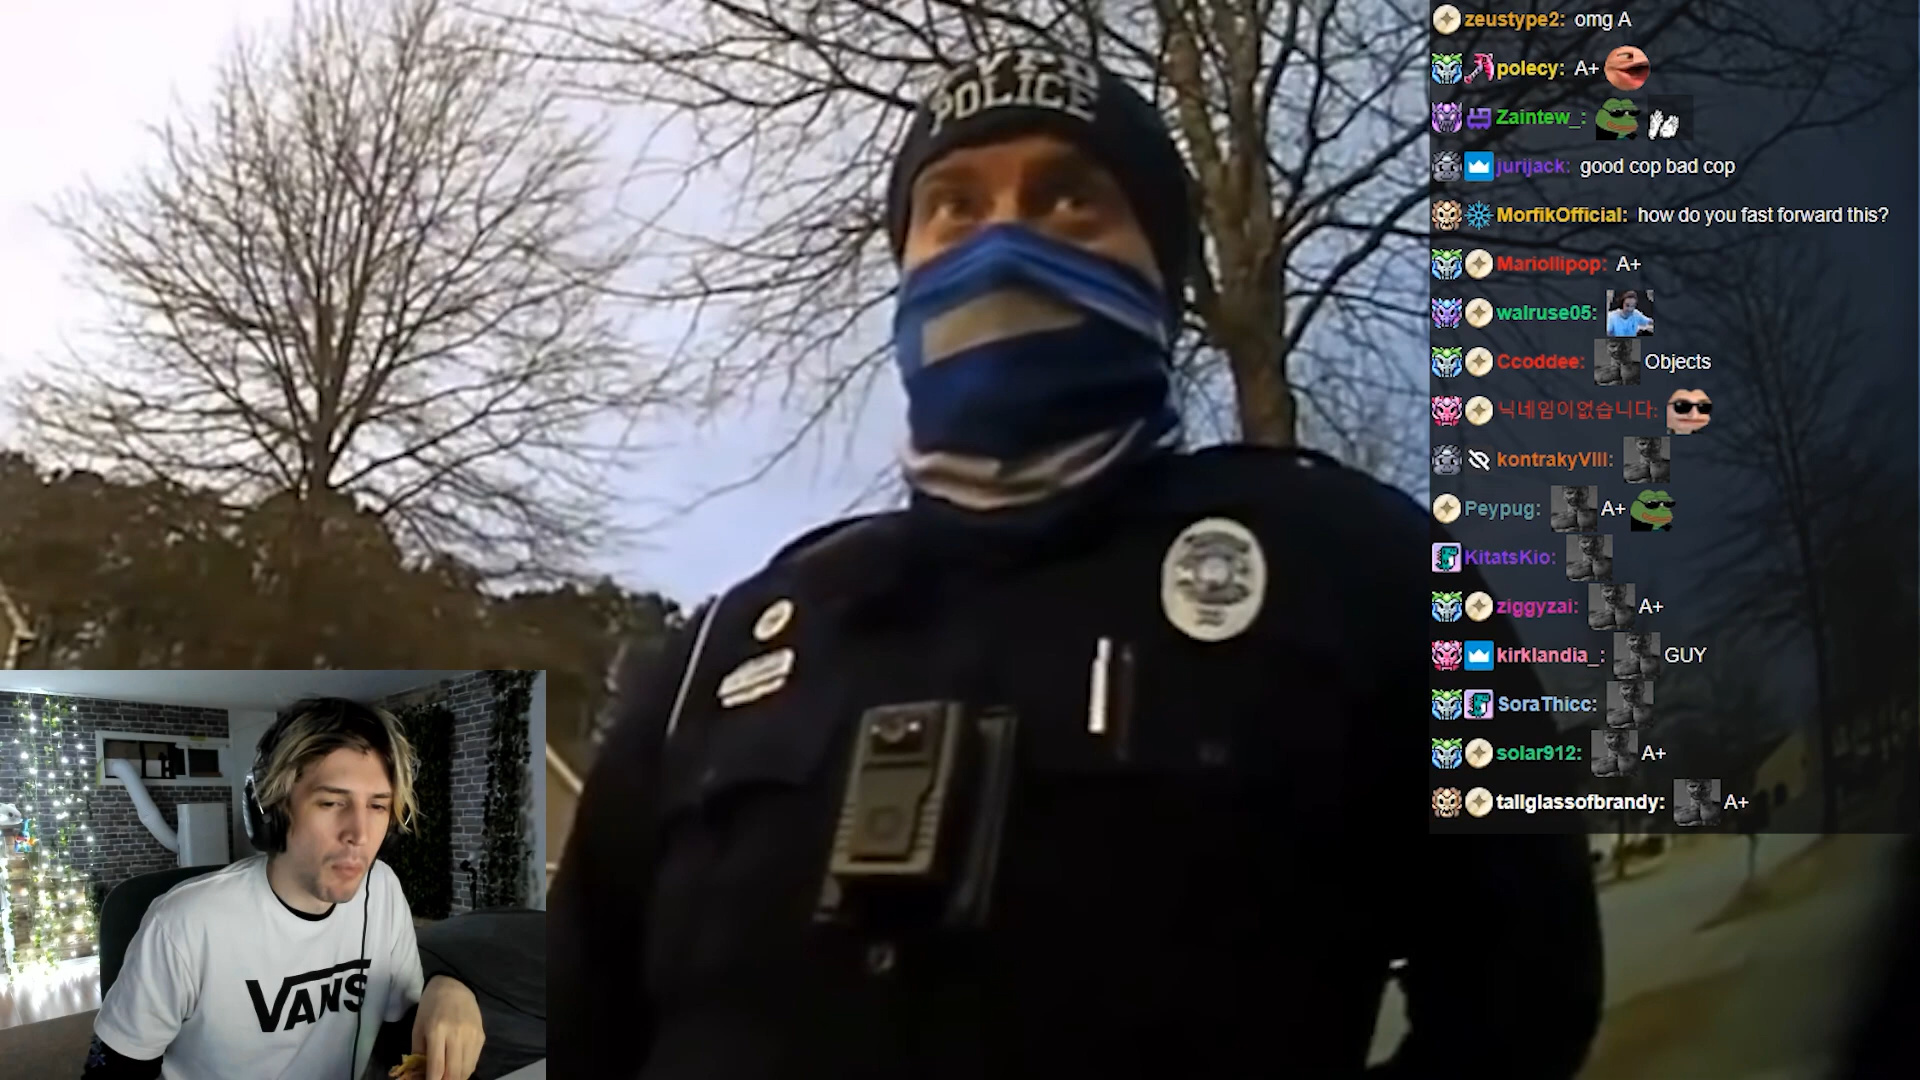 POLICE
zeustype2: omg A
polecy: A+
Zaintew_:
jurijack: good cop bad cop
MorfikOfficial: how do you fast forward this?
Mariollipop: A+
walruse05:
Ccoddee: Objects
닉네임이없습니다:
kontrakyVIII:
Peypug: A+
KitatsKio:
ziggyzai: A+
kirklandia_: GUY
SoraThicc:
solar912: A+
tallglassofbrandy: A+
VANS